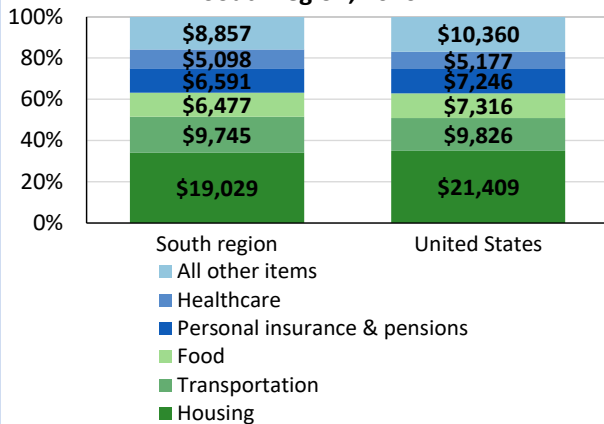 100%
80%
60%
40%
20%
0%
$8,857
$5,098
$6,591
$6,477
$9,745
$19,029
$10,360
$5,177
$7,246
$7,316
$9,826
$21,409
South region
United States
All other items
Healthcare
Personal insurance & pensions
Food
Transportation
Housing